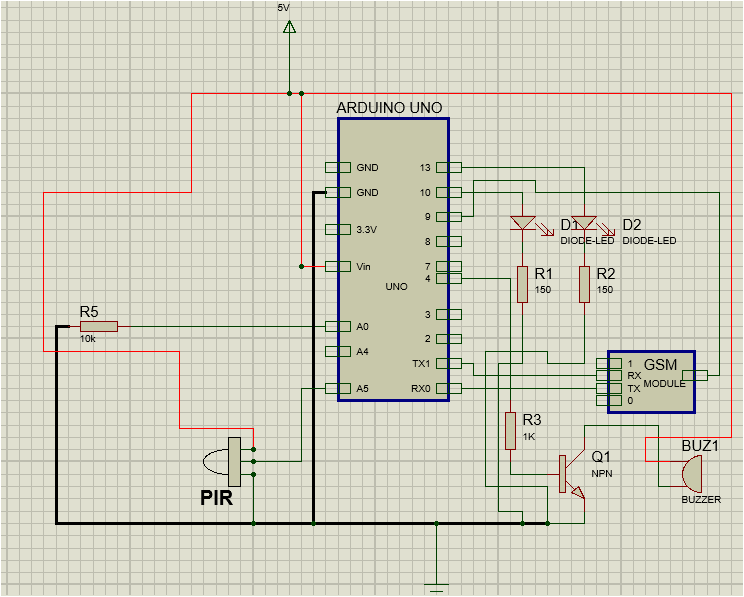 5V
ARDUINO UNO
GND
13
GND
10
9
3.3V
8
Vin
7
4
UNO
3
A0
2
A4
TX1
A5
RX0
D1
DIODE-LED
D2
DIODE-LED
R1
150
R2
150
R5
10k
1
GSM
RX
MODULE
TX
0
R3
1K
Q1
NPN
BUZ1
BUZZER
PIR